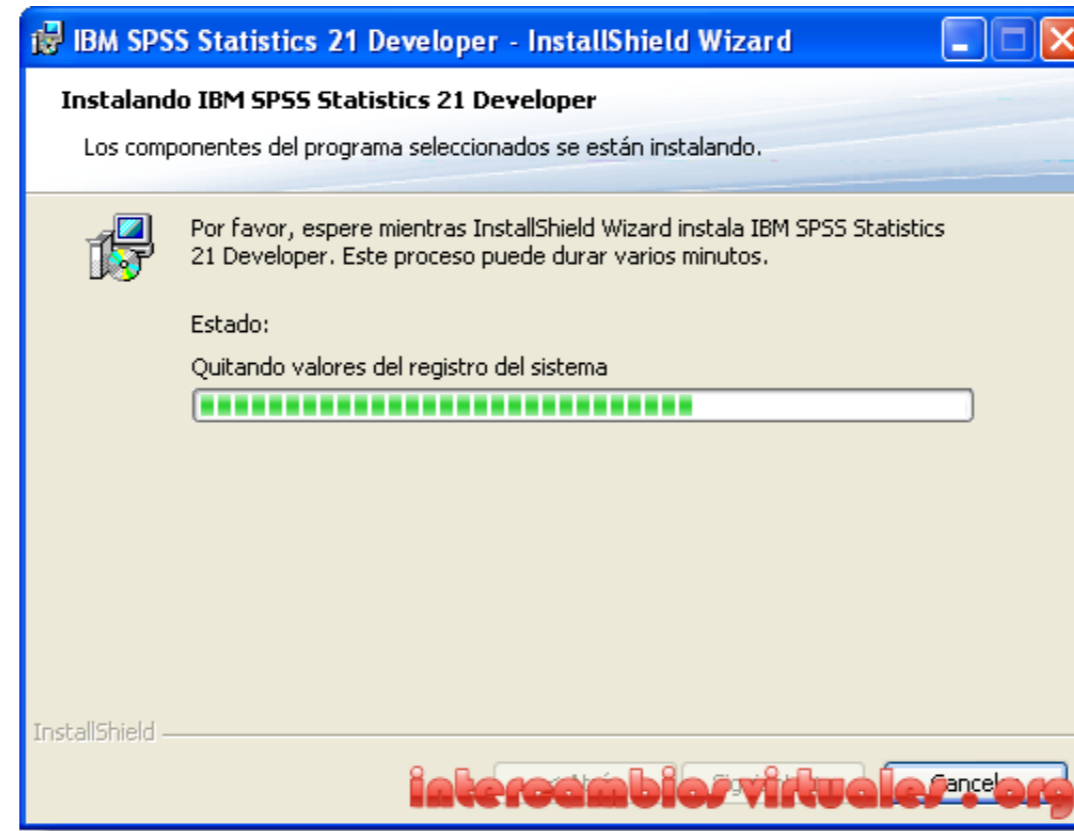 IBM SPSS Statistics 21 Developer - InstallShield Wizard
Instalando IBM SPSS Statistics 21 Developer
Los componentes del programa seleccionados se están instalando.
Por favor, espere mientras InstallShield Wizard instala IBM SPSS Statistics
21 Developer. Este proceso puede durar varios minutos.
Estado:
Quitando valores del registro del sistema
InstallShield
intercambiosvirtuales.org